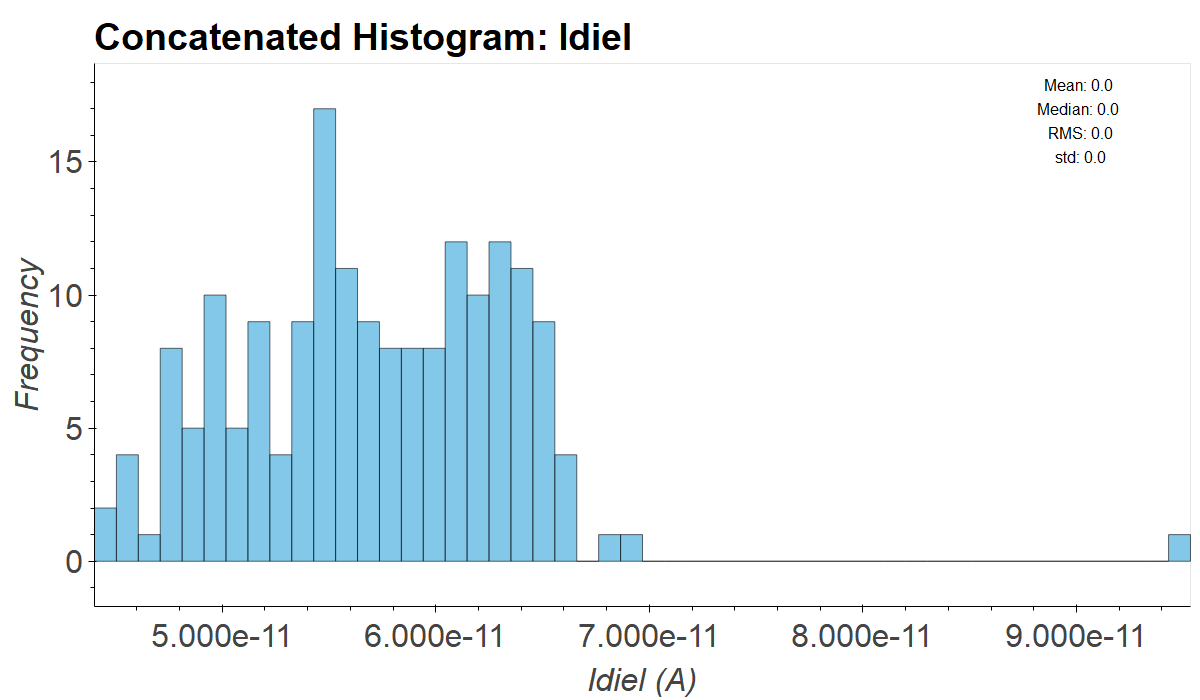 Concatenated Histogram: Idiel
Mean: 0.0
Median: 0.0
RMS: 0.0
std: 0.0
15
10
5
0
Frequency
5.000e-11 6.000e-11 7.000e-11 8.000e-11 9.000e-11
Idiel (A)